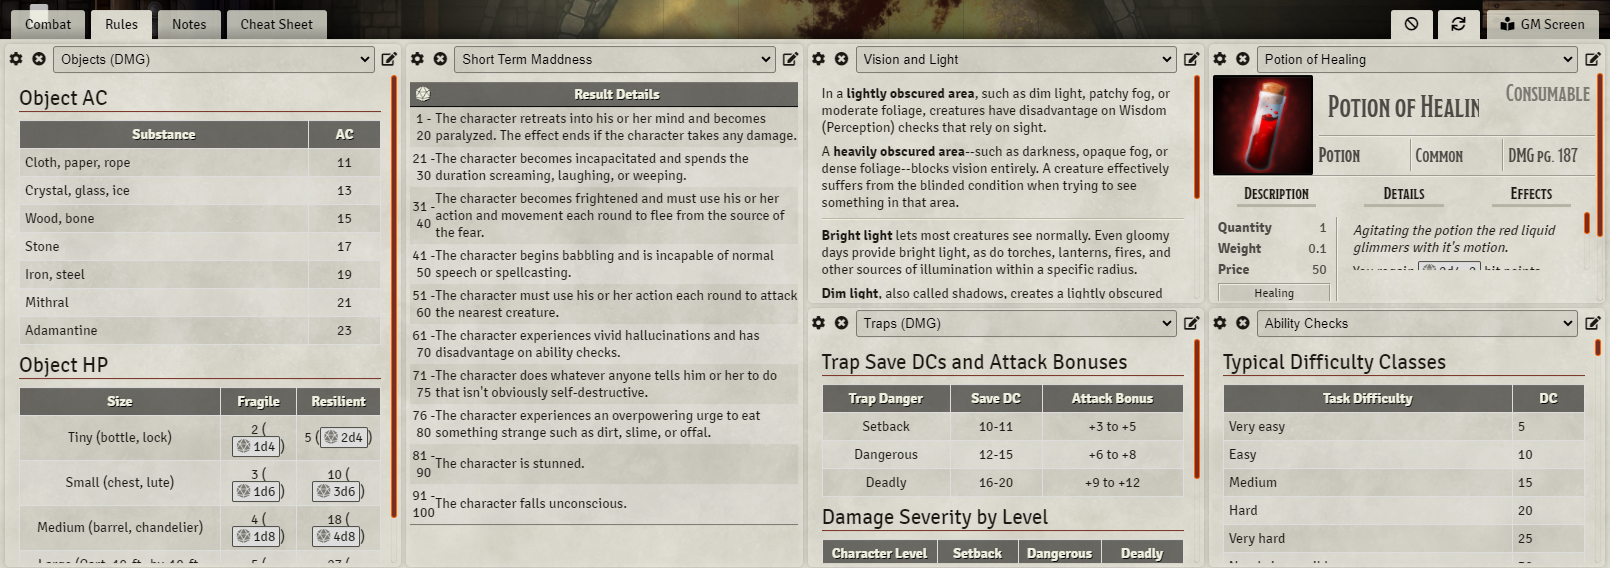 Combat
Rules
Notes
Cheat Sheet
GM Screen
Objects (DMG)
Object AC
Substance AC
Cloth, paper, rope 11
Crystal, glass, ice 13
Wood, bone 15
Stone 17
Iron, steel 19
Mithral 21
Adamantine 23
Object HP
Size Fragile Resilient
Tiny (bottle, lock) 2 ( 1d4) 5 ( 2d4)
Small (chest, lute) 3 ( 1d6) 10 ( 3d6)
Medium (barrel, chandelier) 4 ( 1d8) 18 ( 4d8)
Short Term Maddness
Result Details
1 - 20 The character retreats into his or her mind and becomes
paralyzed. The effect ends if the character takes any damage.
21 - 30 The character becomes incapacitated and spends the
duration screaming, laughing, or weeping.
31 - 40 The character becomes frightened and must use his or her
action and movement each round to flee from the source of
the fear.
41 - 50 The character begins babbling and is incapable of normal
speech or spellcasting.
51 - 60 The character must use his or her action each round to attack
the nearest creature.
61 - 70 The character experiences vivid hallucinations and has
disadvantage on ability checks.
71 - 75 The character does whatever anyone tells him or her to do
that isn't obviously self-destructive.
76 - 80 The character experiences an overpowering urge to eat
something strange such as dirt, slime, or offal.
81 - 90 The character is stunned.
91 - 100 The character falls unconscious.
Vision and Light
In a lightly obscured area, such as dim light, patchy fog, or
moderate foliage, creatures have disadvantage on Wisdom
(Perception) checks that rely on sight.
A heavily obscured area--such as darkness, opaque fog, or
dense foliage--blocks vision entirely. A creature effectively
suffers from the blinded condition when trying to see
something in that area.
Bright light lets most creatures see normally. Even gloomy
days provide bright light, as do torches, lanterns, fires, and
other sources of illumination within a specific radius.
Dim light, also called shadows, creates a lightly obscured
Traps (DMG)
Trap Save DCs and Attack Bonuses
Trap Danger Save DC Attack Bonus
Setback 10-11 +3 to +5
Dangerous 12-15 +6 to +8
Deadly 16-20 +9 to +12
Damage Severity by Level
Character Level Setback Dangerous Deadly
Potion of Healing
Potion of Healin
Consumable
Potion Common DMG pg. 187
Description Details Effects
Quantity 1
Weight 0.1
Price 50
Healing
Agitating the potion the red liquid
glimmers with it's motion.
Ability Checks
Typical Difficulty Classes
Task Difficulty DC
Very easy 5
Easy 10
Medium 15
Hard 20
Very hard 25